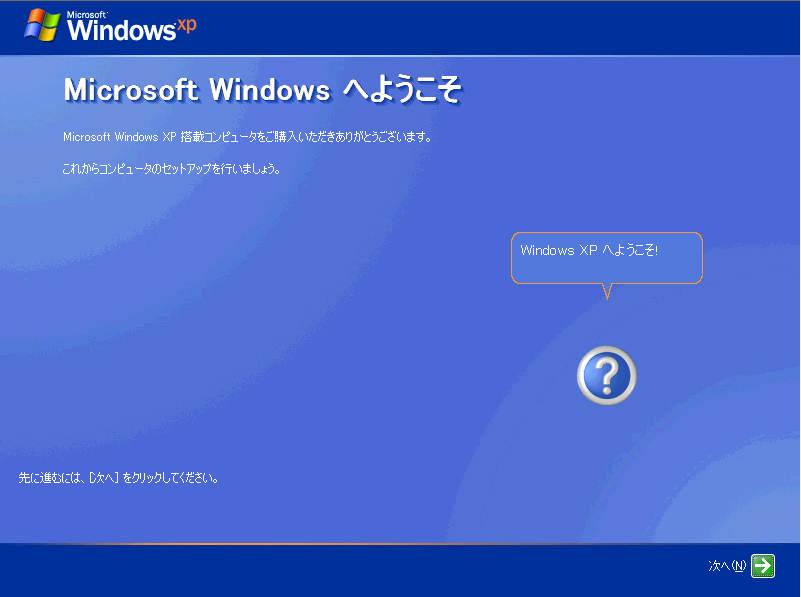 Microsoft
Windows xp
Microsoft Windows へようこそ
Microsoft Windows XP 搭載コンピュータをご購入いただきありがとうございます。
これからコンピュータのセットアップを行いましょう。
Windows XP へようこそ!
?
先に進むには、[次へ] をクリックしてください。
次へ(N)